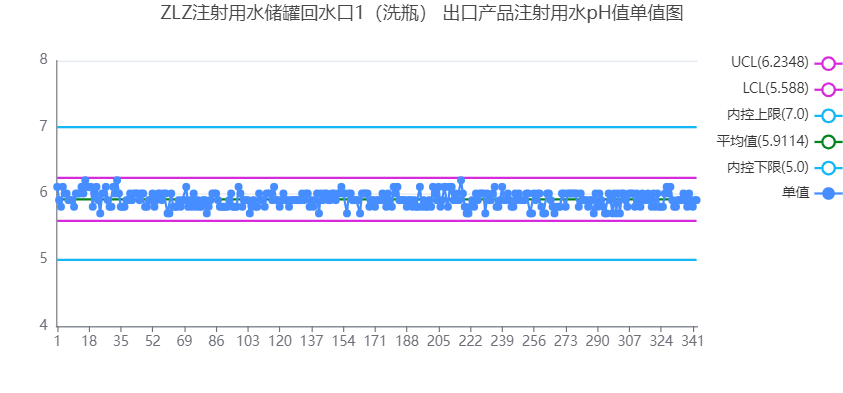 ZLZ注射用水储罐回水口1（洗瓶） 出口产品注射用水pH值单值图
UCL(6.2348)
LCL(5.588)
内控上限(7.0)
平均值(5.9114)
内控下限(5.0)
单值
8
7
6
5
4
1 18 35 52 69 86 103 120 137 154 171 188 205 222 239 256 273 290 307 324 341